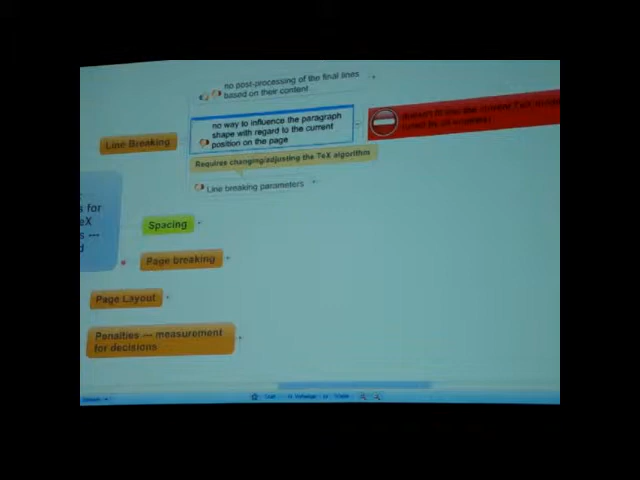 no post-processing of the final lines
based on their content
no way to influence the paragraph
shape with regard to the current
position on the page
Line Breaking
Requires changing/adjusting the TeX algorithm
Line breaking parameters
s for
eX
s —
d
Spacing
Page breaking
Page Layout
Penalties — measurement
for decisions